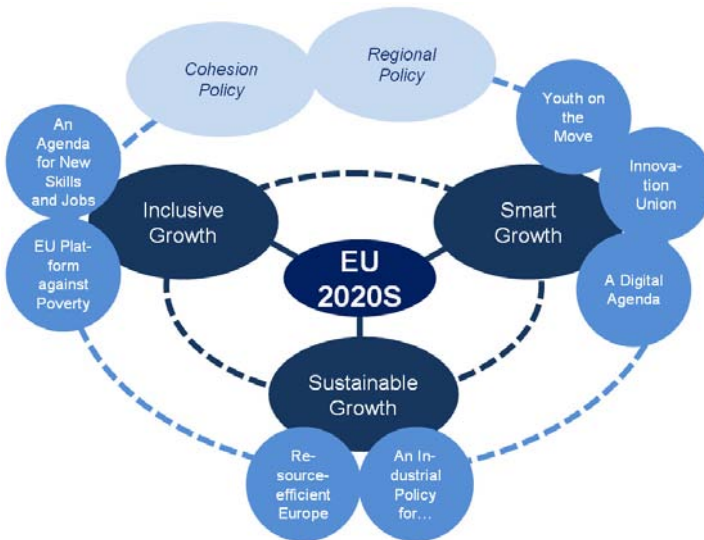 Cohesion
Policy
Regional
Policy
Youth on
the
Move
An
Agenda
for New
Skills
and Jobs
Innova-
tion
Union
Inclusive
Growth
Smart
Growth
EU Plat-
form
against
Poverty
EU
2020S
A Digital
Agenda
Sustainable
Growth
Re-
source-
efficient
Europe
An In-
dustrial
Policy
for...